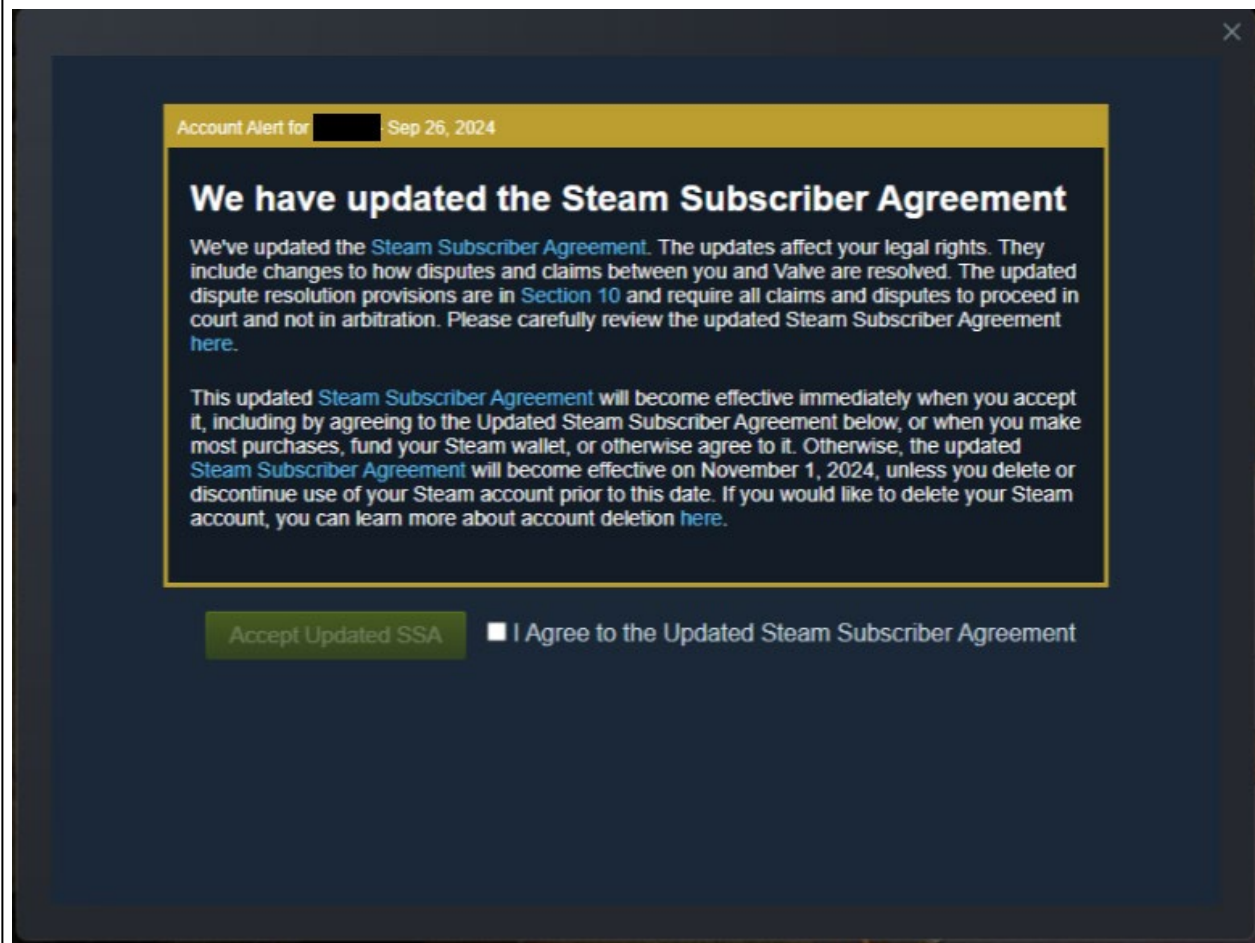 Account Alert for
- Sep 26, 2024
We have updated the Steam Subscriber Agreement
We've updated the Steam Subscriber Agreement. The updates affect your legal rights. They
include changes to how disputes and claims between you and Valve are resolved. The updated
dispute resolution provisions are in Section 10 and require all claims and disputes to proceed in
court and not in arbitration. Please carefully review the updated Steam Subscriber Agreement
here.
This updated Steam Subscriber Agreement will become effective immediately when you accept
it, including by agreeing to the Updated Steam Subscriber Agreement below, or when you make
most purchases, fund your Steam wallet, or otherwise agree to it. Otherwise, the updated
Steam Subscriber Agreement will become effective on November 1, 2024, unless you delete or
discontinue use of your Steam account prior to this date. If you would like to delete your Steam
account, you can learn more about account deletion here.
Accept Updated SSA
I Agree to the Updated Steam Subscriber Agreement